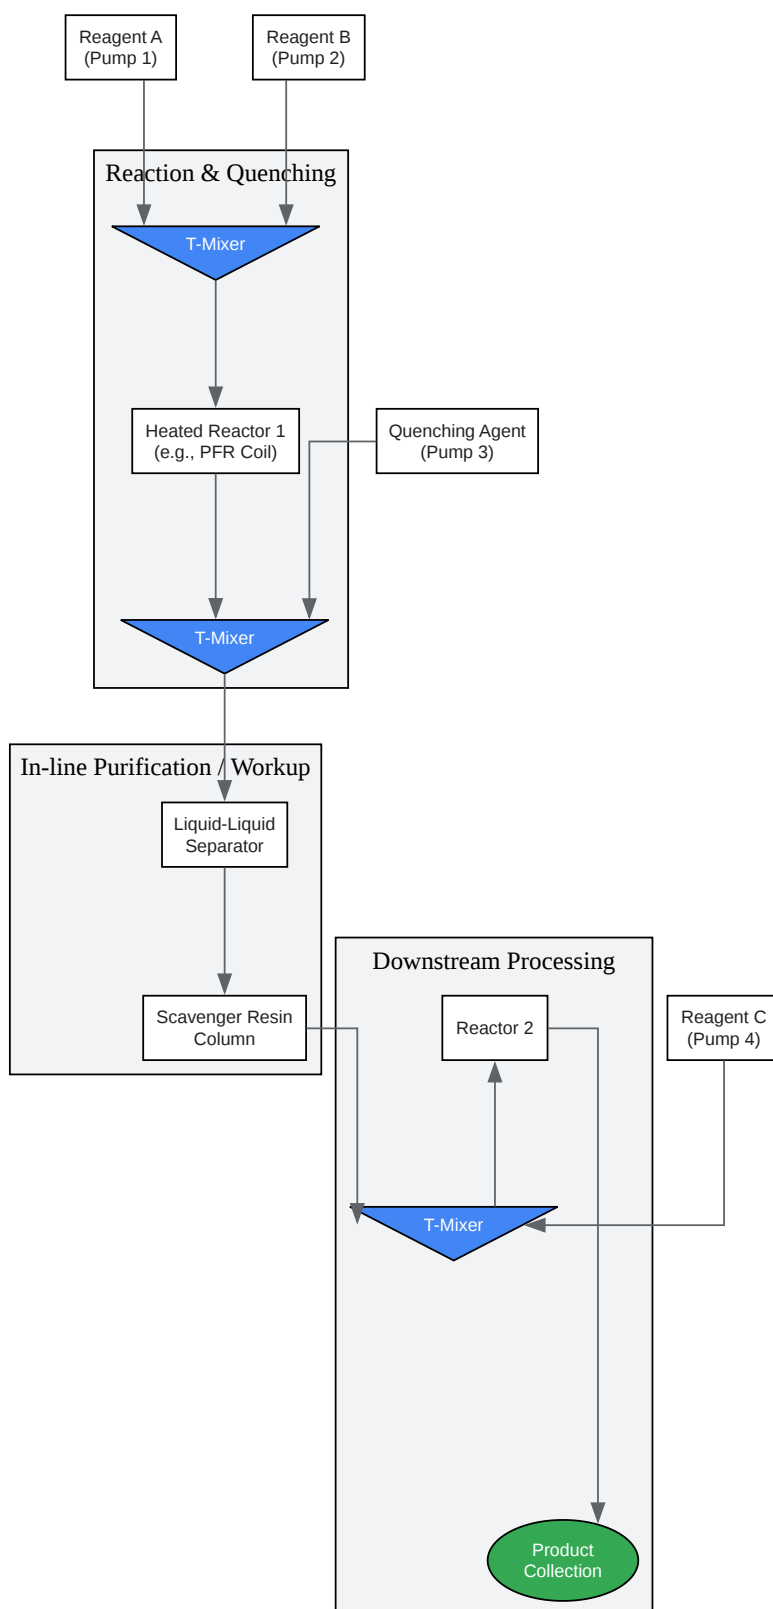 Reagent A
(Pump 1)
Reagent B
(Pump 2)
Reaction & Quenching
T-Mixer
Heated Reactor 1
(e.g., PFR Coil)
Quenching Agent
(Pump 3)
T-Mixer
In-line Purification / Workup
Liquid-Liquid
Separator
Downstream Processing
Scavenger Resin
Column
Reactor 2
Reagent C
(Pump 4)
T-Mixer
Product
Collection